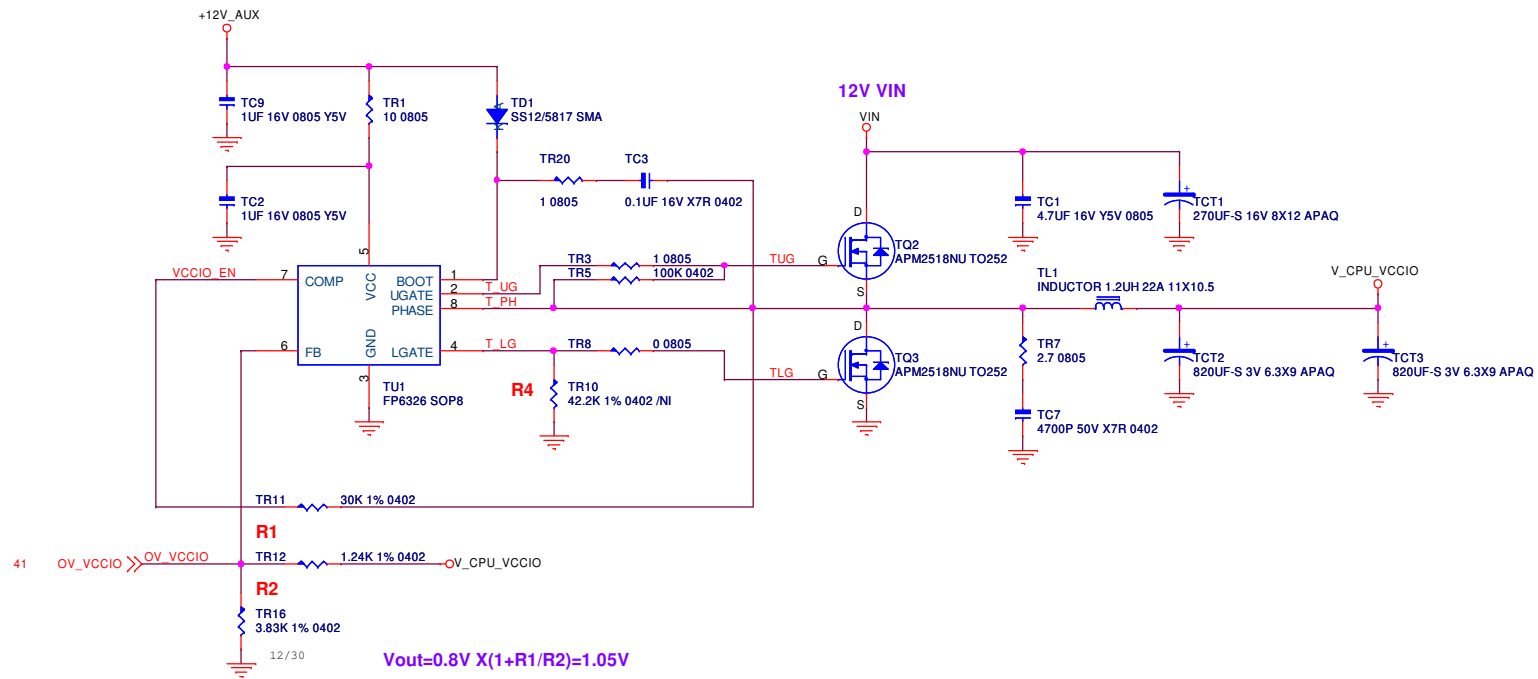 +12V_AUX
TC9
1UF 16V 0805 Y5V
TR1
10 0805
TD1
SS12/5817 SMA
12V VIN
VIN
TR20
1 0805
TC3
0.1UF 16V X7R 0402
TC2
1UF 16V 0805 Y5V
TC1
4.7UF 16V Y5V 0805
TCT1
270UF-S 16V 8X12 APAQ
D
TQ2
APM2518NU TO252
G
S
VCCIO_EN
7
COMP
5
VCC
BOOT
1
UGATE
2
T_UG
PHASE
8
T_PH
TR3
1 0805
TR5
100K 0402
TUG
TL1
INDUCTOR 1.2UH 22A 11X10.5
V_CPU_VCCIO
6
FB
GND
3
LGATE
4
T_LG
TR8
0 0805
TLG
D
TQ3
APM2518NU TO252
G
S
TU1
FP6326 SOP8
R4
TR10
42.2K 1% 0402 /NI
TR7
2.7 0805
TC7
4700P 50V X7R 0402
TCT2
820UF-S 3V 6.3X9 APAQ
TCT3
820UF-S 3V 6.3X9 APAQ
TR11
30K 1% 0402
R1
41
OV_VCCIO
OV_VCCIO
TR12
1.24K 1% 0402
V_CPU_VCCIO
R2
TR16
3.83K 1% 0402
12/30
Vout=0.8V X(1+R1/R2)=1.05V